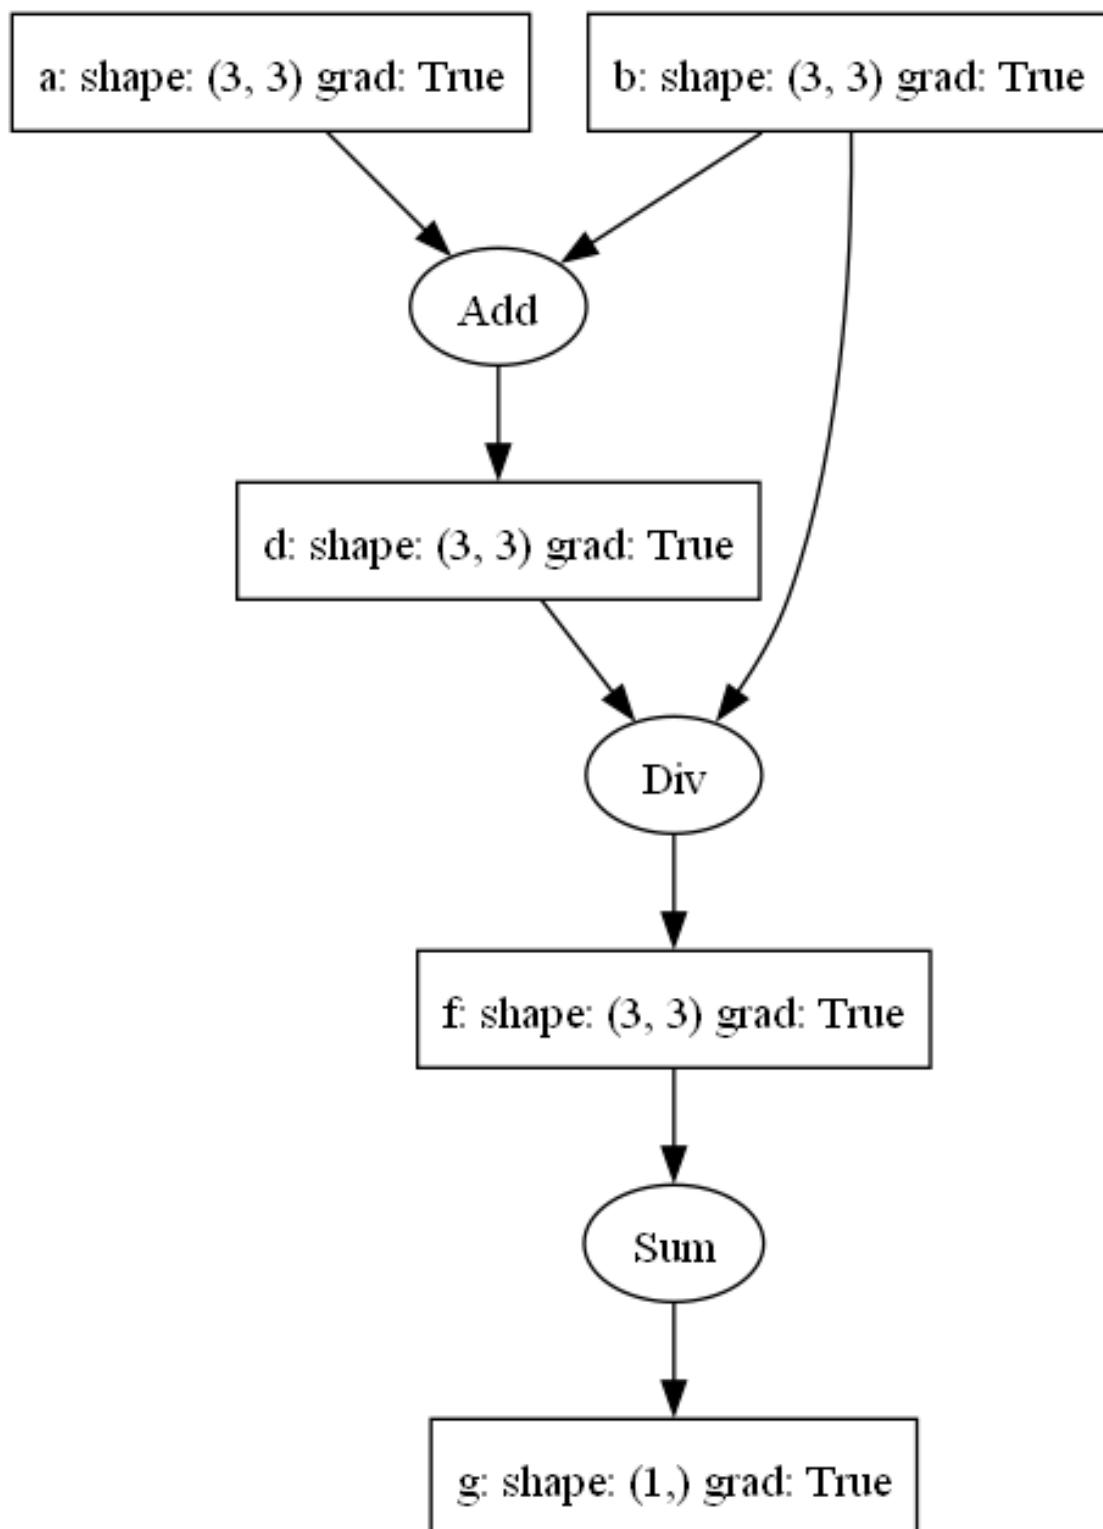 a: shape: (3, 3) grad: True
b: shape: (3, 3) grad: True
Add
d: shape: (3, 3) grad: True
Div
f: shape: (3, 3) grad: True
Sum
g: shape: (1,) grad: True